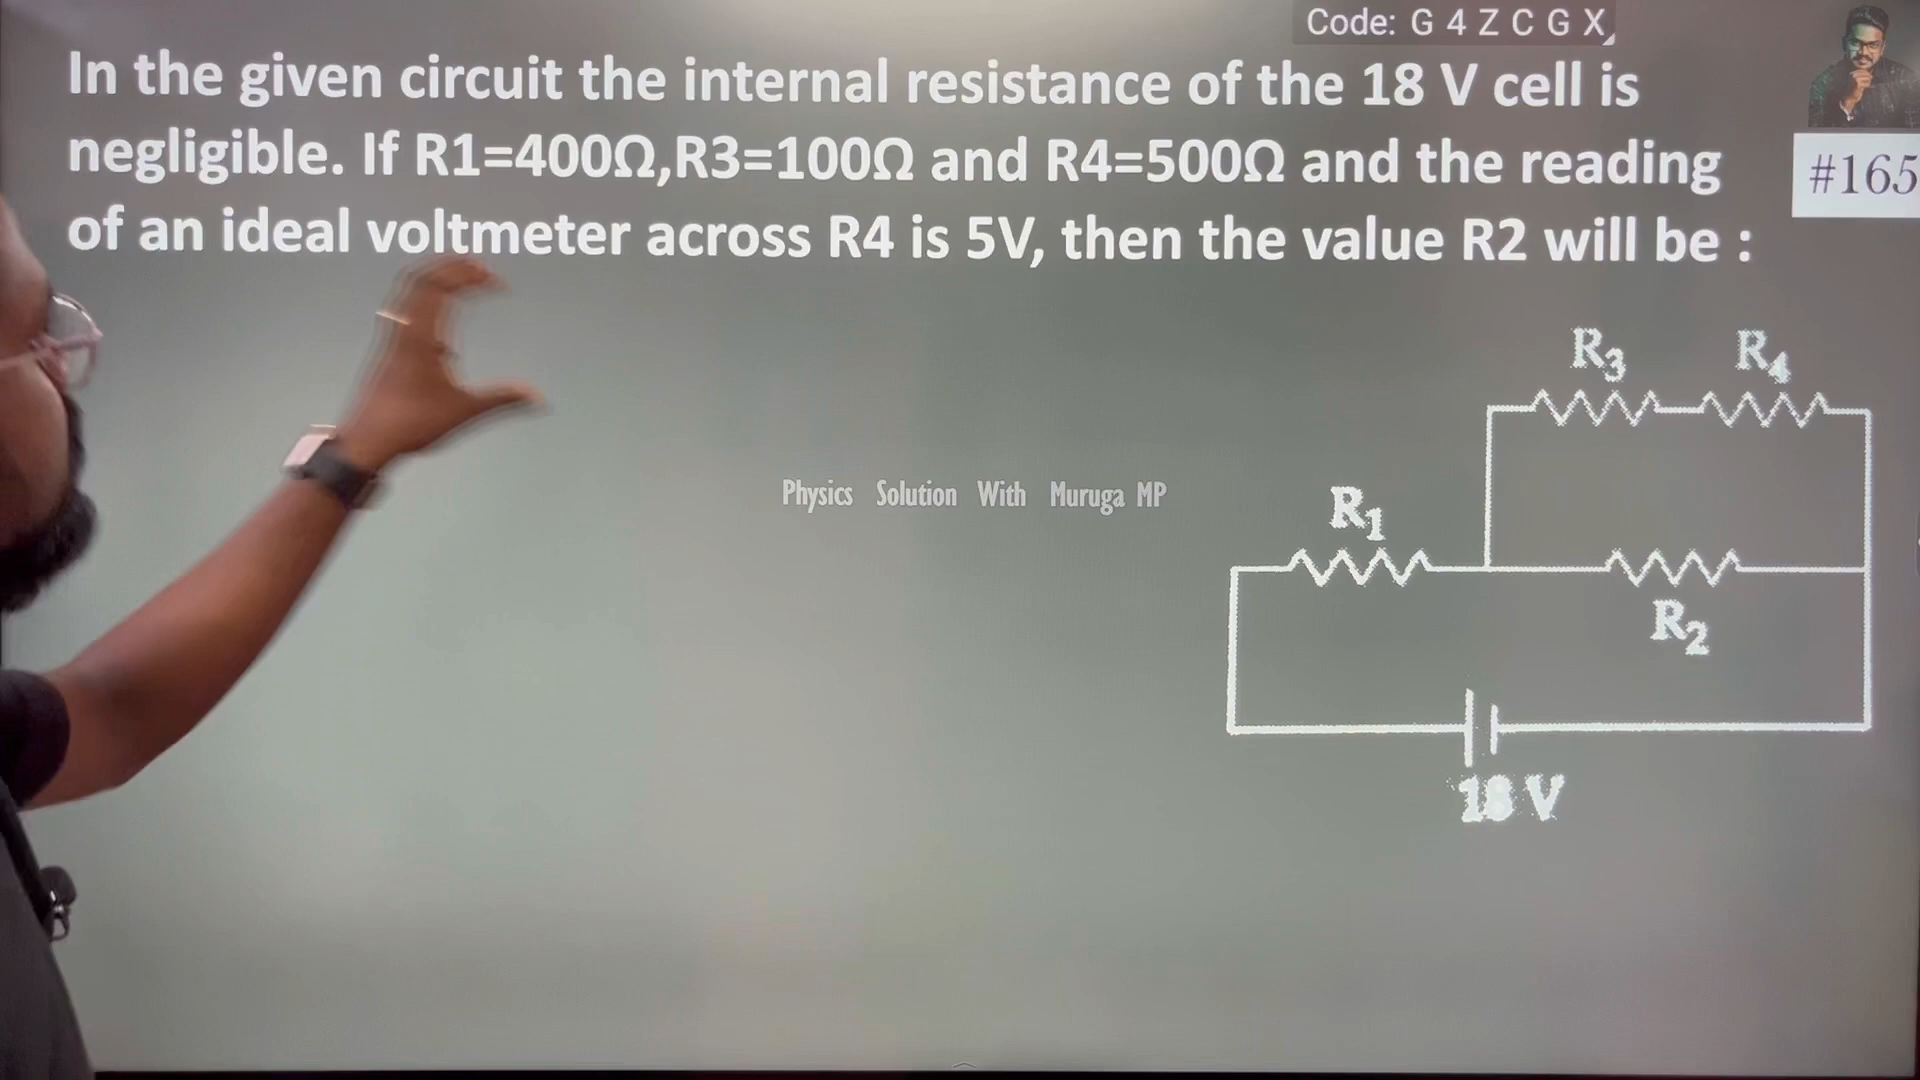 Code: G 4 Z C G X
In the given circuit the internal resistance of the 18 V cell is
negligible. If R1=400Ω,R3=100Ω and R4=500Ω and the reading
#165
of an ideal voltmeter across R4 is 5V, then the value R2 will be :
R3 R4
Physics Solution With Muruga MP
R1
R2
18 V